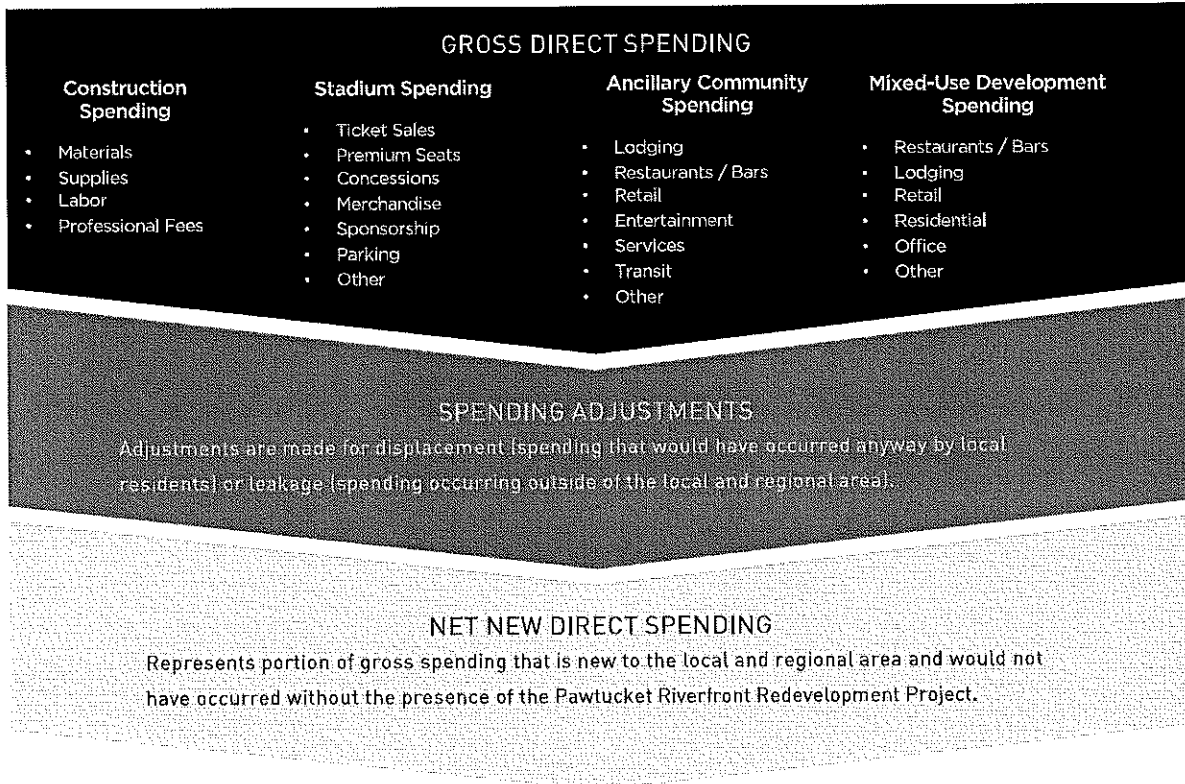 GROSS DIRECT SPENDING
Construction
Spending
• Materials
• Supplies
• Labor
• Professional Fees
Stadium Spending
• Ticket Sales
• Premium Seats
• Concessions
• Merchandise
• Sponsorship
• Parking
• Other
Ancillary Community
Spending
• Lodging
• Restaurants / Bars
• Retail
• Entertainment
• Services
• Transit
• Other
Mixed-Use Development
Spending
• Restaurants / Bars
• Lodging
• Retail
• Residential
• Office
• Other
SPENDING ADJUSTMENTS
Adjustments are made for displacement (spending that would have occurred anyway by local
residents) or leakage (spending occurring outside of the local and regional area).
NET NEW DIRECT SPENDING
Represents portion of gross spending that is new to the local and regional area and would not
have occurred without the presence of the Pawtucket Riverfront Redevelopment Project.